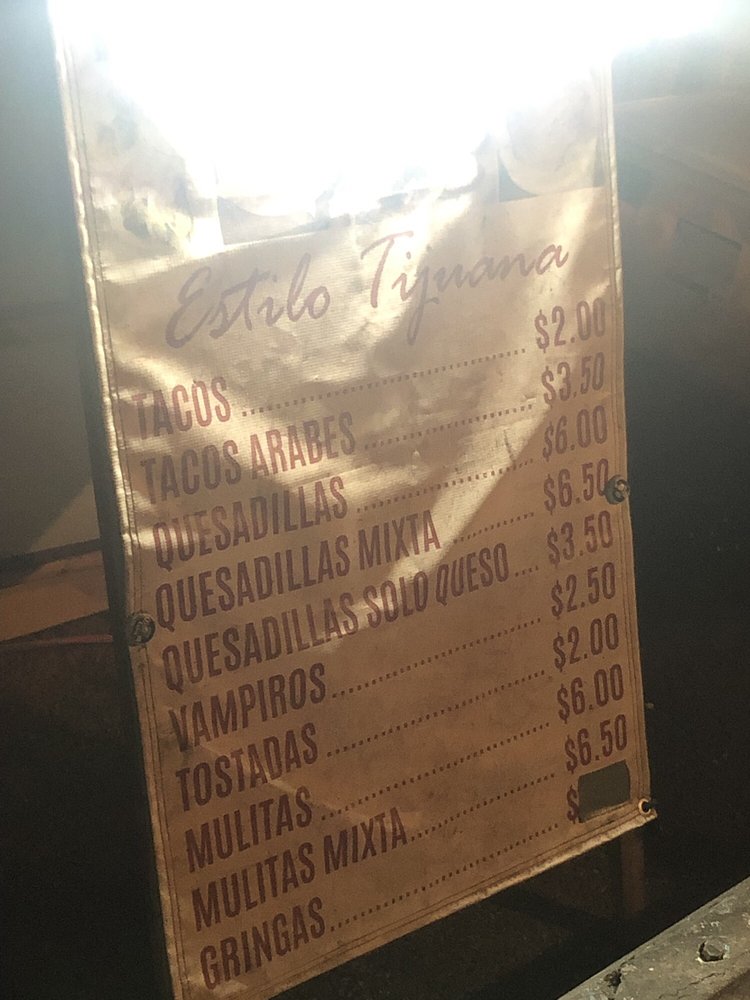 Estilo Tijuana
TACOS ........................ $2.00
TACOS ARABES ................ $3.50
QUESADILLAS ................ $6.00
QUESADILLAS MIXTA ........ $6.50
QUESADILLAS SOLO QUESO .... $3.50
VAMPIROS ........................ $2.50
TOSTADAS ........................ $2.00
MULITAS ........................ $6.00
MULITAS MIXTA ................ $6.50
GRINGAS ........................ $